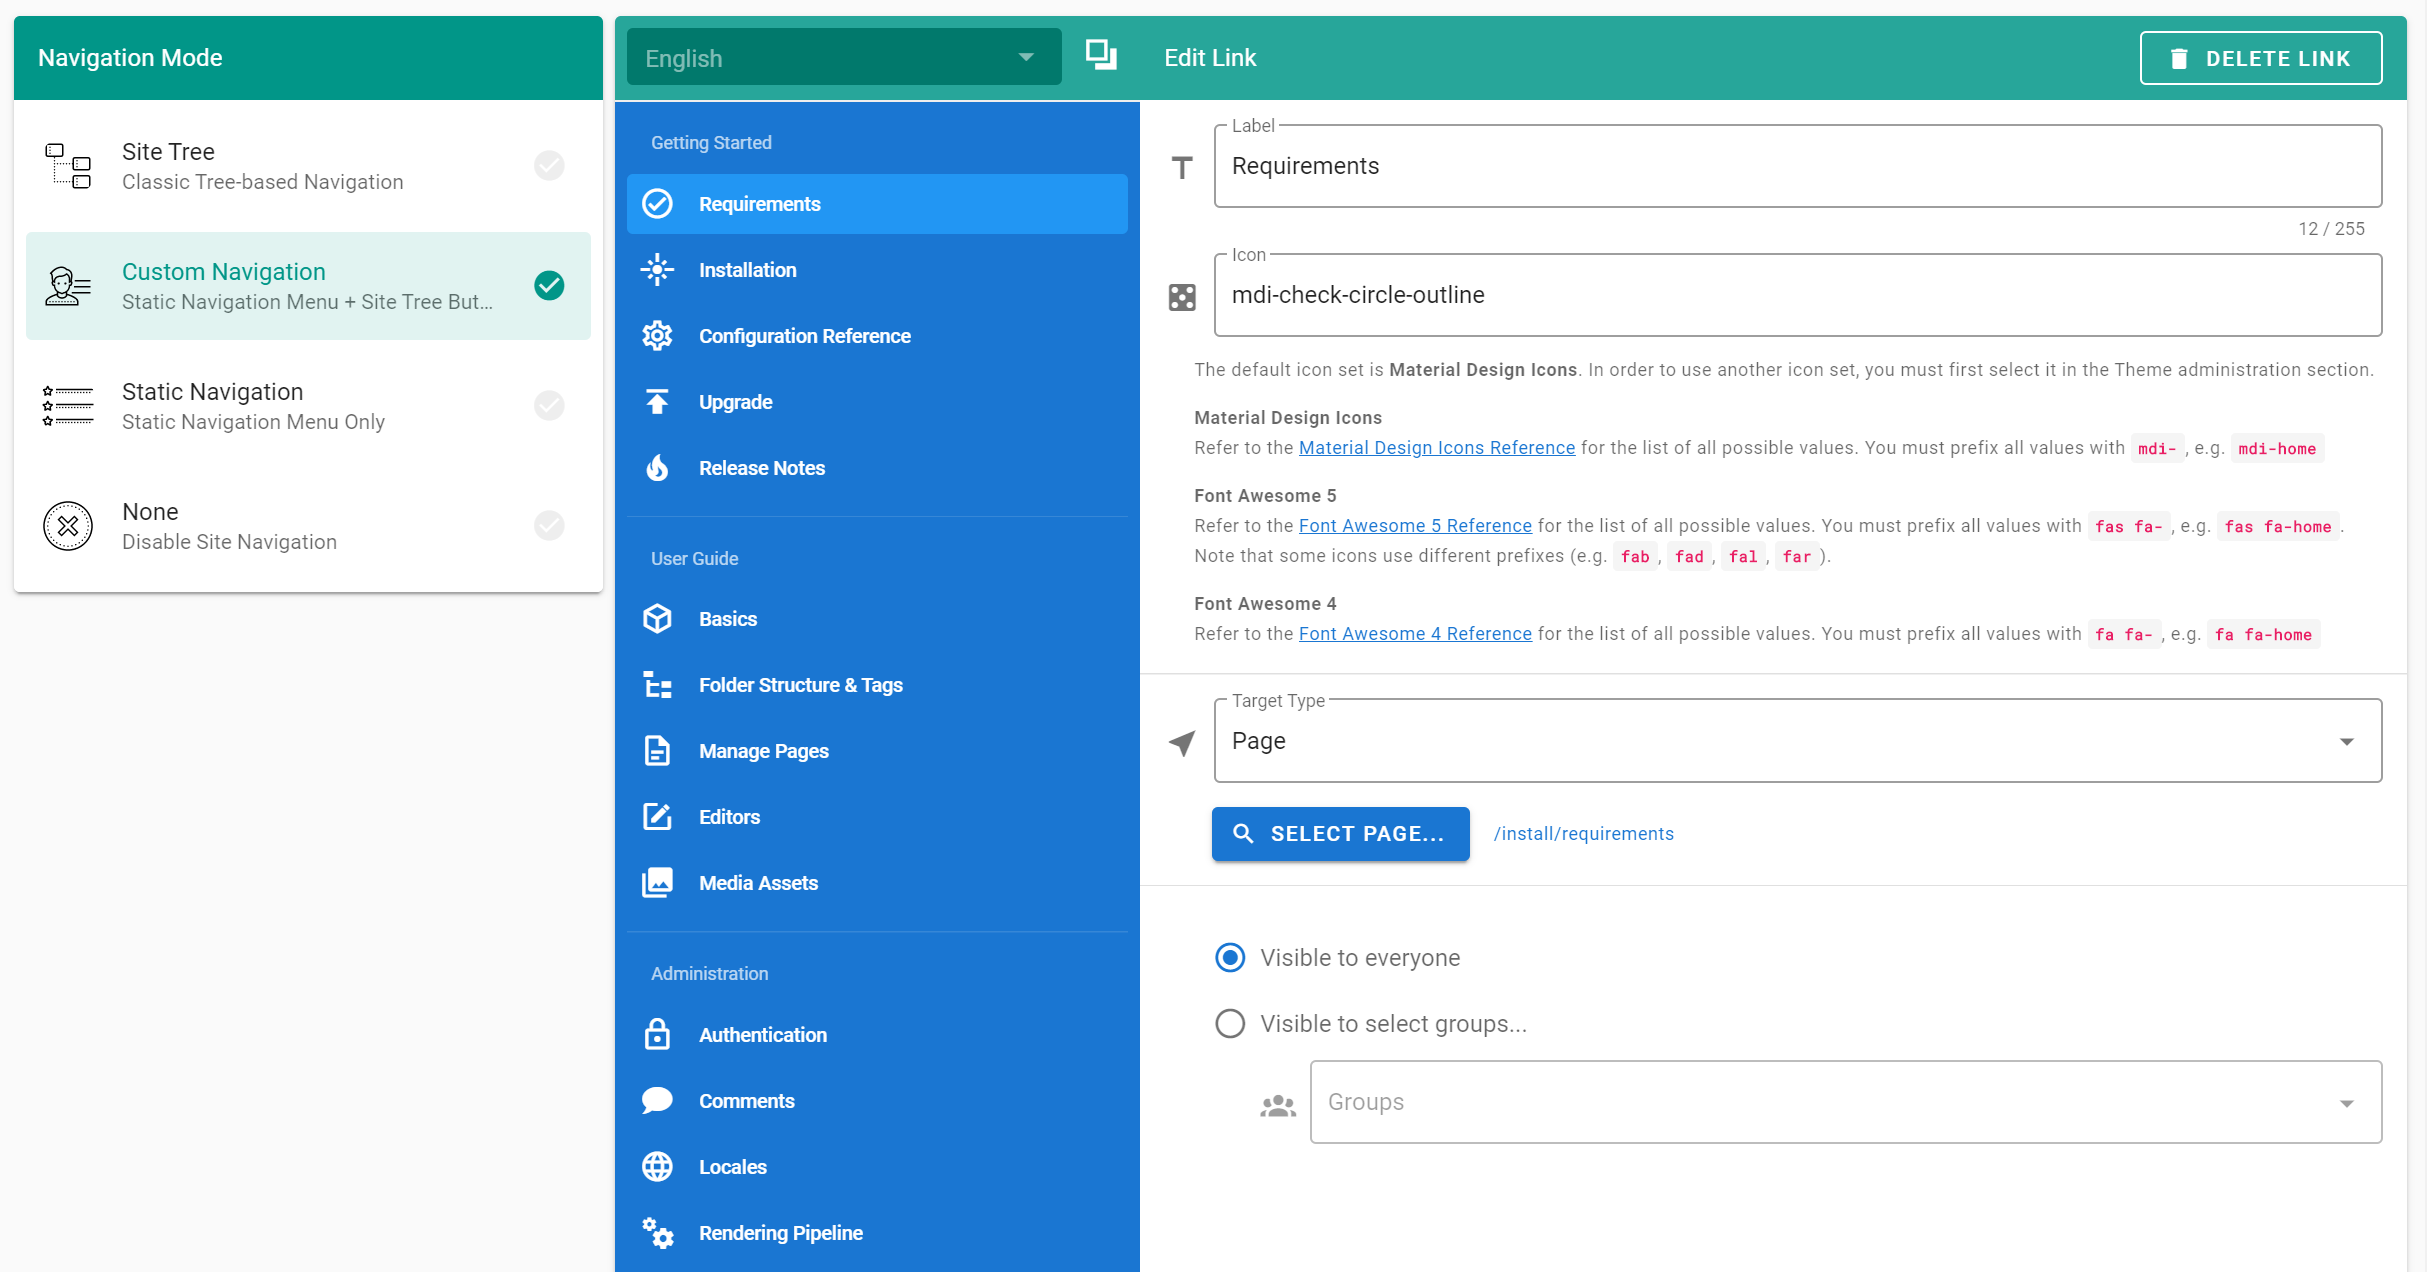 Navigation Mode
Site Tree
Classic Tree-based Navigation
Custom Navigation
Static Navigation Menu + Site Tree But...
Static Navigation
Static Navigation Menu Only
None
Disable Site Navigation
English
Getting Started
Requirements
Installation
Configuration Reference
Upgrade
Release Notes
User Guide
Basics
Folder Structure & Tags
Manage Pages
Editors
Media Assets
Administration
Authentication
Comments
Locales
Rendering Pipeline
Edit Link
DELETE LINK
Label
Requirements
12 / 255
Icon
mdi-check-circle-outline
The default icon set is Material Design Icons. In order to use another icon set, you must first select it in the Theme administration section.
Material Design Icons
Refer to the Material Design Icons Reference for the list of all possible values. You must prefix all values with mdi- , e.g. mdi-home
Font Awesome 5
Refer to the Font Awesome 5 Reference for the list of all possible values. You must prefix all values with fas fa- , e.g. fas fa-home .
Note that some icons use different prefixes (e.g. fab , fad , fal , far ).
Font Awesome 4
Refer to the Font Awesome 4 Reference for the list of all possible values. You must prefix all values with fa fa- , e.g. fa fa-home
Target Type
Page
SELECT PAGE...
/install/requirements
Visible to everyone
Visible to select groups...
Groups